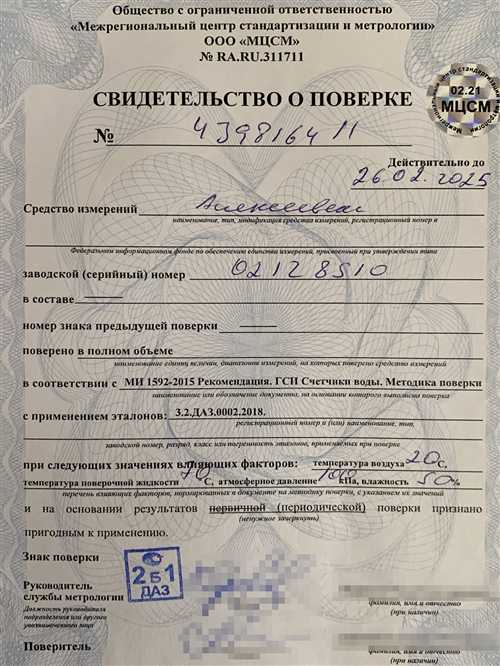 Общество с ограниченной ответственностью
«Межрегиональный центр стандартизации и метрологии»
ООО «МЦСМ»
№ RA.RU.311711
02.21
МЦСМ
СВИДЕТЕЛЬСТВО О ПОВЕРКЕ
№ 439816411
Действительно до
26.02.2025
Средство измерений
наименование, тип, модификация средства измерений, регистрационный номер в
Федеральном информационном фонде по обеспечению единства измерений, присвоенный при утверждении типа
заводской (серийный) номер 02128510
в составе —
номер знака предыдущей поверки —
поверено в полном объеме
наименование единиц величин, диапазонов измерений, на которых поверено средство измерений
в соответствии с МИ 1592-2015 Рекомендация. ГСИ Счетчики воды. Методика поверки
наименование или обозначение документа, на основании которого выполнена поверка
с применением эталонов: 3.2.ДАЗ.0002.2018.
регистрационный номер и (или) наименование, тип,
заводской номер, разряд, класс или погрешность эталонов, применяемых при поверке
при следующих значениях влияющих факторов: температура воздуха 20 С,
температура поверочной жидкости С, атмосферное давление 100 кПа, влажность 50 %
перечень влияющих факторов, нормированных в документе на методику поверки, с указанием их значений
и на основании результатов первичной (периодической) поверки признано
(ненужное зачеркнуть)
пригодным к применению.
Знак поверки
2 Б 1
ДАЗ
Руководитель
службы метрологии
Должность руководителя
подразделения или другого
уполномоченного лица
фамилия, имя и отчество
(при наличии)
Поверитель
фамилия, имя и отчество
(при наличии)